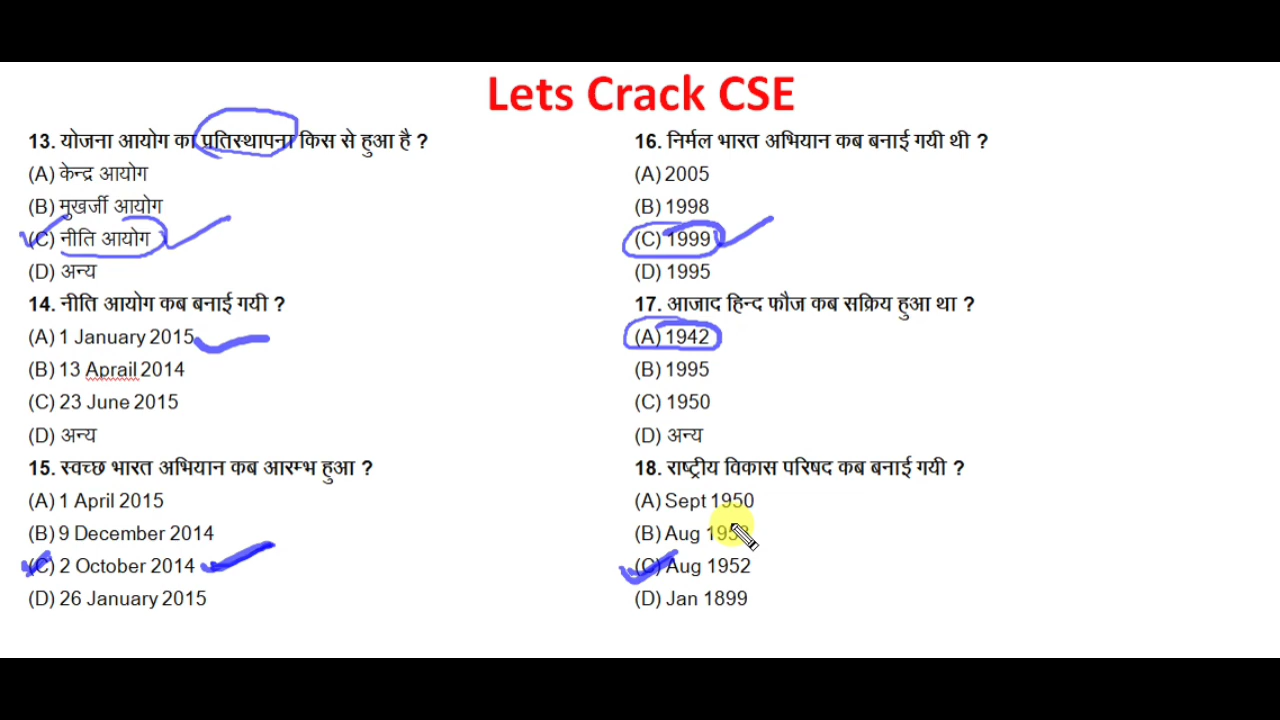 Lets Crack CSE
13. योजना आयोग का प्रतिस्थापना किस से हुआ है ?
(A) केन्द्र आयोग
(B) मुखर्जी आयोग
(C) नीति आयोग
(D) अन्य
14. नीति आयोग कब बनाई गयी ?
(A) 1 January 2015
(B) 13 Aprail 2014
(C) 23 June 2015
(D) अन्य
15. स्वच्छ भारत अभियान कब आरम्भ हुआ ?
(A) 1 April 2015
(B) 9 December 2014
(C) 2 October 2014
(D) 26 January 2015
16. निर्मल भारत अभियान कब बनाई गयी थी ?
(A) 2005
(B) 1998
(C) 1999
(D) 1995
17. आजाद हिन्द फौज कब सक्रिय हुआ था ?
(A) 1942
(B) 1995
(C) 1950
(D) अन्य
18. राष्ट्रीय विकास परिषद कब बनाई गयी ?
(A) Sept 1950
(B) Aug
(C) Aug 1952
(D) Jan 1899